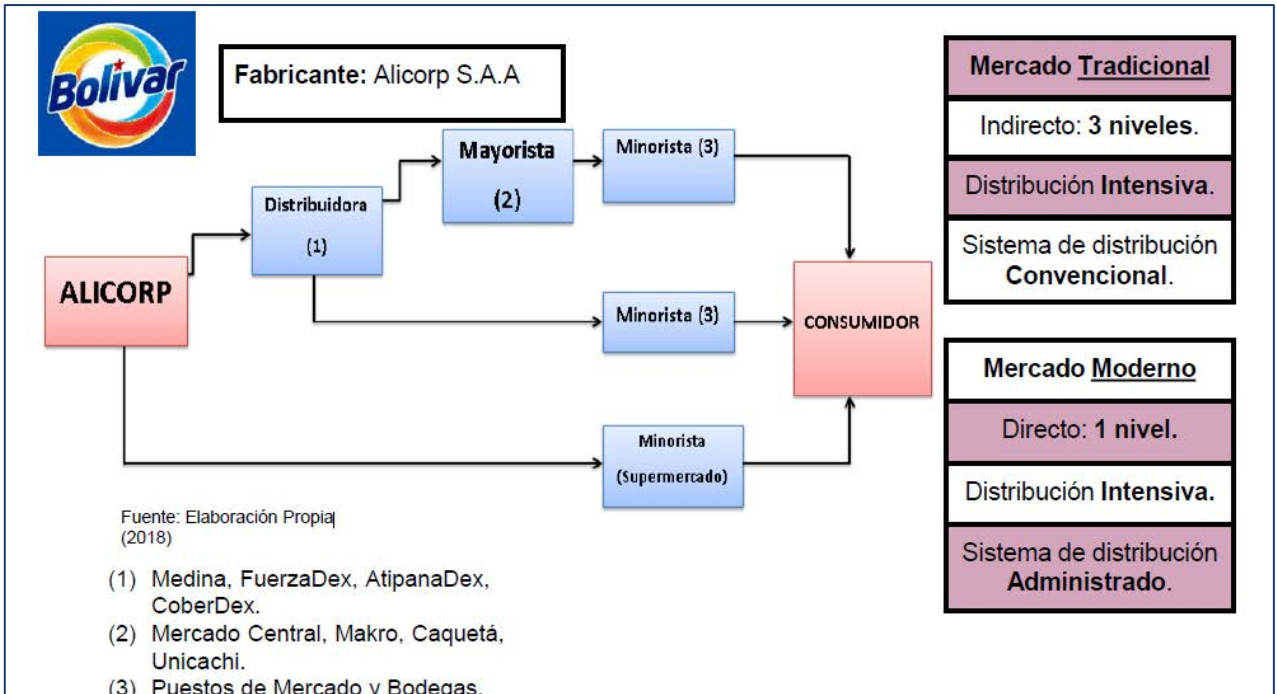 Bolivar
Fabricante: Alicorp S.A.A
ALICORP
Distribuidora
(1)
Mayorista
(2)
Minorista (3)
Minorista (3)
Minorista
(Supermercado)
CONSUMIDOR
Mercado Tradicional
Indirecto: 3 niveles.
Distribución Intensiva.
Sistema de distribución
Convencional.
Mercado Moderno
Directo: 1 nivel.
Distribución Intensiva.
Sistema de distribución
Administrado.
Fuente: Elaboración Propia
(2018)
(1) Medina, FuerzaDex, AtipanaDex,
CoberDex.
(2) Mercado Central, Makro, Caquetá,
Unicachi.
(3) Puestos de Mercado y Bodegas.